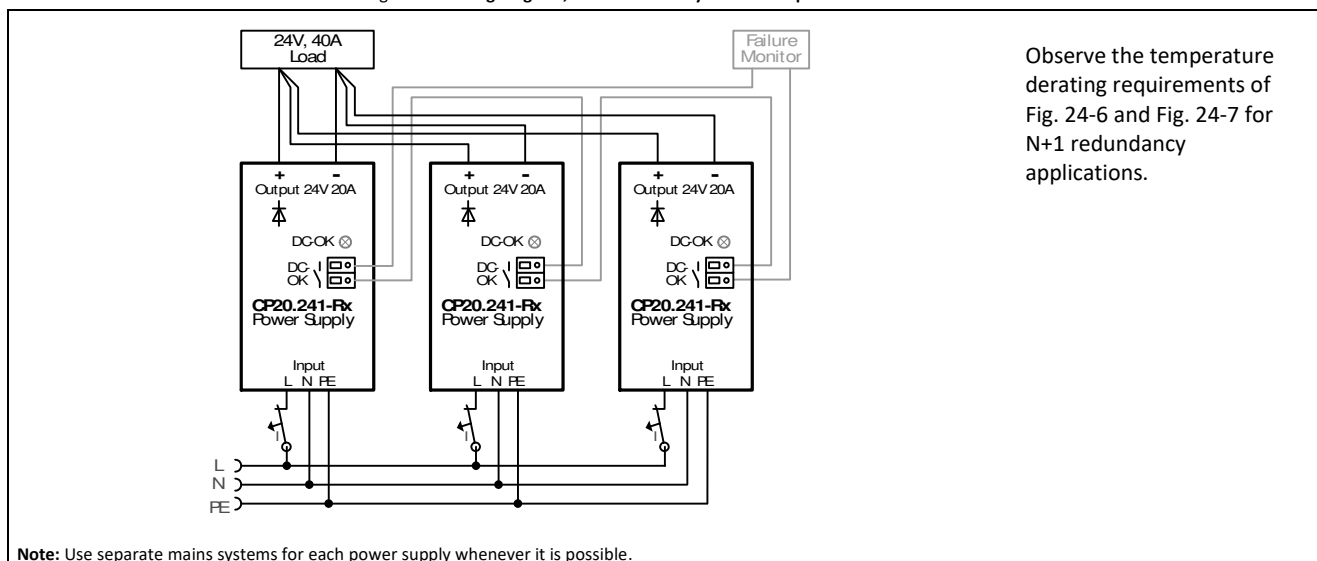 24V, 40A
Load
Failure
Monitor
Observe the temperature
derating requirements of
Fig. 24-6 and Fig. 24-7 for
N+1 redundancy
applications.
+ -
Output 24V 20A
DC-OK
DC-
OK
CP20.241-Rx
Power Supply
Input
L N PE
+ -
Output 24V 20A
DC-OK
DC-
OK
CP20.241-Rx
Power Supply
Input
L N PE
+ -
Output 24V 20A
DC-OK
DC-
OK
CP20.241-Rx
Power Supply
Input
L N PE
I
I
I
L
N
PE
Note: Use separate mains systems for each power supply whenever it is possible.